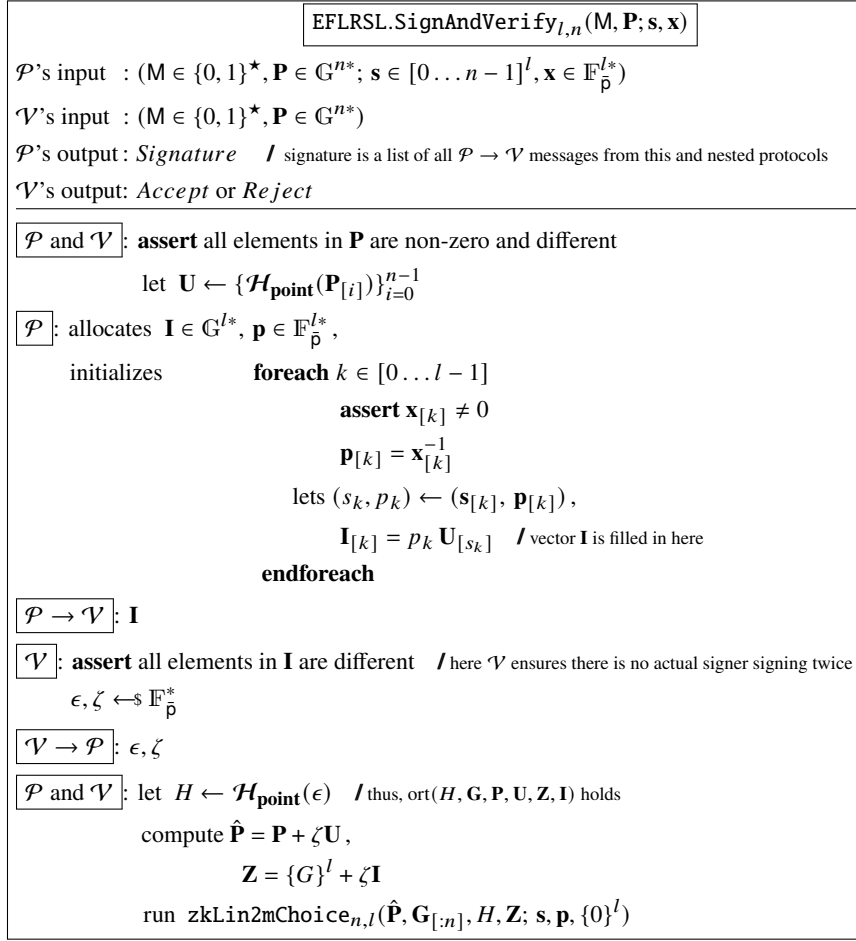 EFLRSL.SignAndVerify_{l,n}(M, P; s, x)
𝒫's input : (M ∈ {0, 1}^★, P ∈ 𝔾^{n*}; s ∈ [0 . . . n − 1]^l, x ∈ 𝔽_{p̄}^{l*})
𝒱's input : (M ∈ {0, 1}^★, P ∈ 𝔾^{n*})
𝒫's output : Signature / signature is a list of all 𝒫 → 𝒱 messages from this and nested protocols
𝒱's output: Accept or Reject
𝒫 and 𝒱 : assert all elements in P are non-zero and different
let U ← {ℋ_point(P_{[i]})}_{i=0}^{n−1}
𝒫 : allocates I ∈ 𝔾^{l*}, p ∈ 𝔽_{p̄}^{l*} ,
initializes foreach k ∈ [0 . . . l − 1]
assert x_{[k]} ≠ 0
p_{[k]} = x_{[k]}^{−1}
lets (s_k, p_k) ← (s_{[k]}, p_{[k]}) ,
I_{[k]} = p_k U_{[s_k]} / vector I is filled in here
endforeach
𝒫 → 𝒱 : I
𝒱 : assert all elements in I are different / here 𝒱 ensures there is no actual signer signing twice
ϵ, ζ ←$ 𝔽_{p̄}^*
𝒱 → 𝒫 : ϵ, ζ
𝒫 and 𝒱 : let H ← ℋ_point(ϵ) / thus, ort(H, G, P, U, Z, I) holds
compute P̂ = P + ζU ,
Z = {G}^l + ζI
run zkLin2mChoice_{n,l}(P̂, G_{[:n]}, H, Z; s, p, {0}^l)